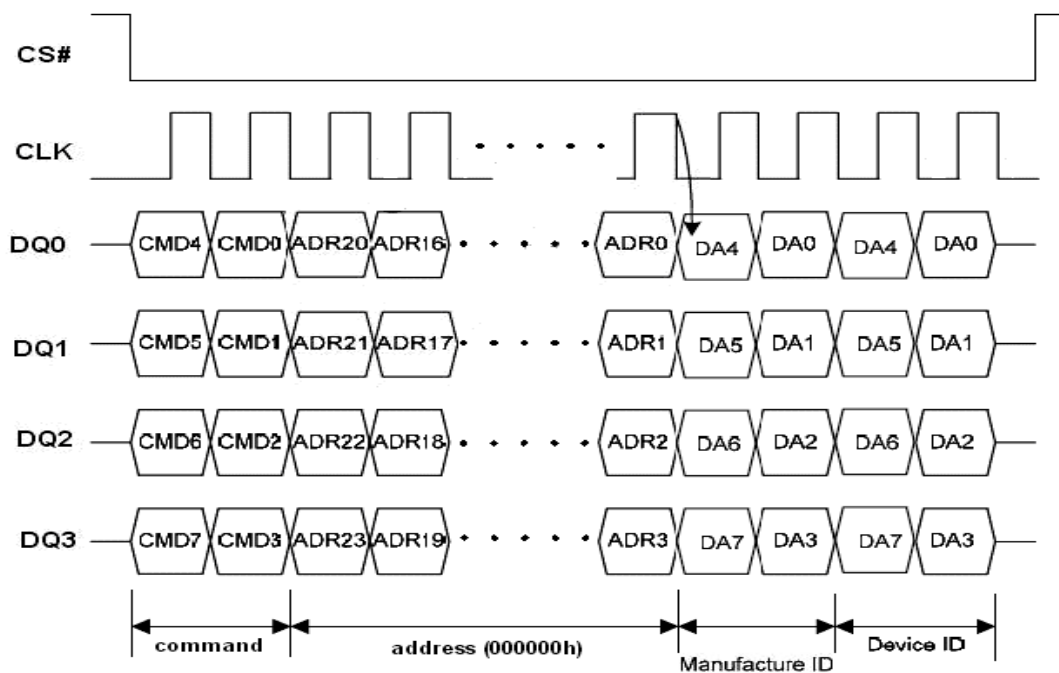 CS#
CLK
DQ0 CMD4 CMD0 ADR20 ADR16 ADR0 DA4 DA0 DA4 DA0
DQ1 CMD5 CMD1 ADR21 ADR17 ADR1 DA5 DA1 DA5 DA1
DQ2 CMD6 CMD2 ADR22 ADR18 ADR2 DA6 DA2 DA6 DA2
DQ3 CMD7 CMD3 ADR23 ADR19 ADR3 DA7 DA3 DA7 DA3
command address (000000h) Manufacture ID Device ID